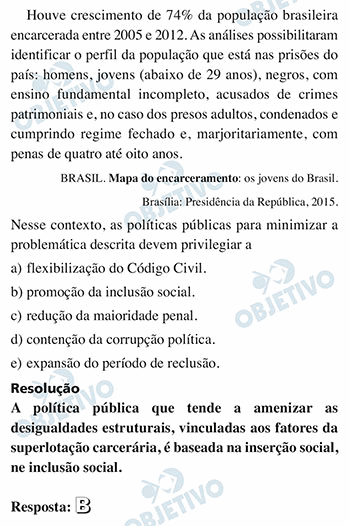 Houve crescimento de 74% da população brasileira
encarcerada entre 2005 e 2012. As análises possibilitaram
identificar o perfil da população que está nas prisões do
país: homens, jovens (abaixo de 29 anos), negros, com
ensino fundamental incompleto, acusados de crimes
patrimoniais e, no caso dos presos adultos, condenados e
cumprindo regime fechado e, marjoritariamente, com
penas de quatro até oito anos.
BRASIL. Mapa do encarceramento: os jovens do Brasil.
Brasília: Presidência da República, 2015.
Nesse contexto, as políticas públicas para minimizar a
problemática descrita devem privilegiar a
a) flexibilização do Código Civil.
b) promoção da inclusão social.
c) redução da maioridade penal.
d) contenção da corrupção política.
e) expansão do período de reclusão.
Resolução
A política pública que tende a amenizar as
desigualdades estruturais, vinculadas aos fatores da
superlotação carcerária, é baseada na inserção social,
ne inclusão social.
Resposta: B
OBJETIVO
OBJETIVO
OBJETIVO
OBJETIVO
OBJETIVO
OBJETIVO